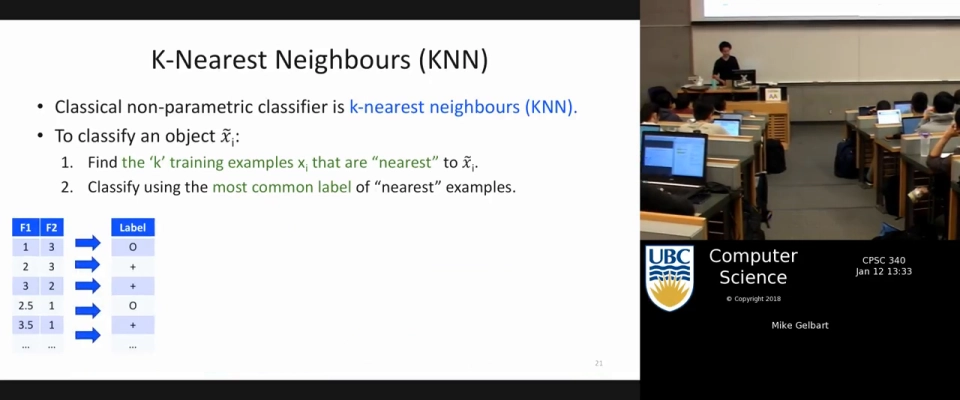 K-Nearest Neighbours (KNN)
• Classical non-parametric classifier is k-nearest neighbours (KNN).
• To classify an object x̃ᵢ:
1. Find the ‘k’ training examples xᵢ that are “nearest” to x̃ᵢ.
2. Classify using the most common label of “nearest” examples.
F1 F2 Label
1 3 O
2 3 +
3 2 +
2.5 1 O
3.5 1 +
... ... ...
21
UBC
Computer
Science
© Copyright 2018
CPSC 340
Jan 12 13:33
Mike Gelbart